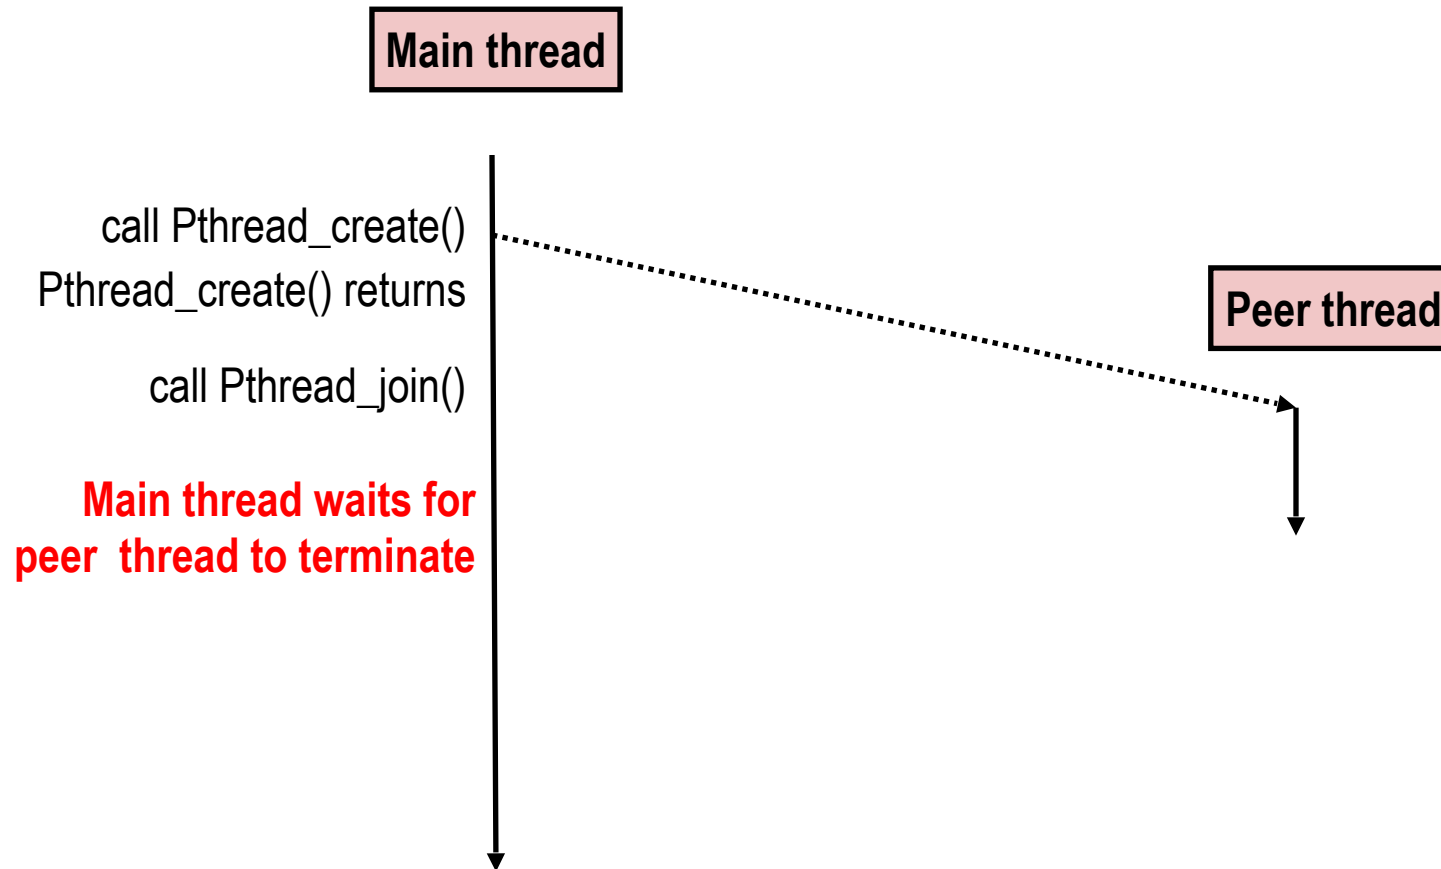 Main thread
call Pthread_create()
Pthread_create() returns
Peer thread
call Pthread_join()
Main thread waits for
peer  thread to terminate